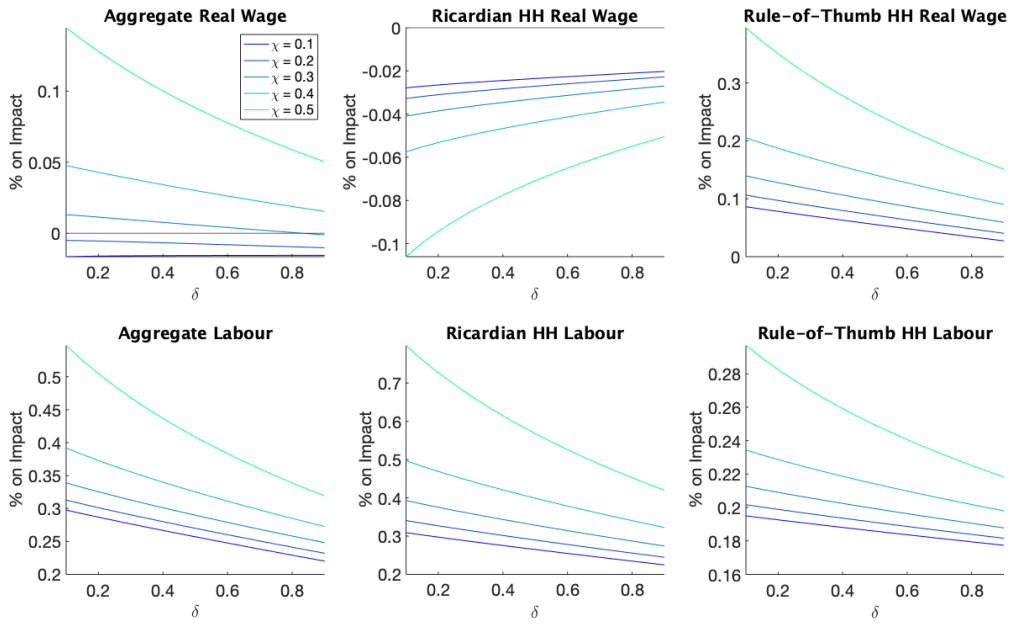 Aggregate Real Wage
% on Impact
0.1
0.05
0
0.2 0.4 0.6 0.8
δ
χ = 0.1
χ = 0.2
χ = 0.3
χ = 0.4
χ = 0.5
Ricardian HH Real Wage
% on Impact
0
-0.02
-0.04
-0.06
-0.08
-0.1
0.2 0.4 0.6 0.8
δ
Rule-of-Thumb HH Real Wage
% on Impact
0.3
0.2
0.1
0
0.2 0.4 0.6 0.8
δ
Aggregate Labour
% on Impact
0.5
0.45
0.4
0.35
0.3
0.25
0.2
0.2 0.4 0.6 0.8
δ
Ricardian HH Labour
% on Impact
0.7
0.6
0.5
0.4
0.3
0.2
0.2 0.4 0.6 0.8
δ
Rule-of-Thumb HH Labour
% on Impact
0.28
0.26
0.24
0.22
0.2
0.18
0.16
0.2 0.4 0.6 0.8
δ